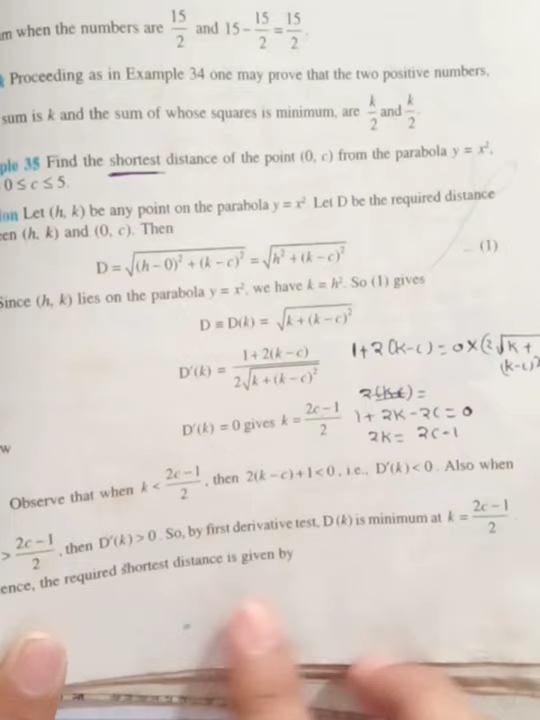 m when the numbers are 15/2 and 15 - 15/2 = 15/2.
Proceeding as in Example 34 one may prove that the two positive numbers,
sum is k and the sum of whose squares is minimum, are k/2 and k/2.
ple 35 Find the shortest distance of the point (0, c) from the parabola y = x²,
0 ≤ c ≤ 5.
ion Let (h, k) be any point on the parabola y = x². Let D be the required distance
een (h, k) and (0, c). Then
D = √((h – 0)² + (k – c)²) = √(h² + (k – c)²) ... (1)
Since (h, k) lies on the parabola y = x², we have k = h². So (1) gives
D ≡ D(k) = √(k + (k – c)²)
D′(k) = (1 + 2(k – c)) / (2√(k + (k – c)²))
1 + 2(K-C) = 0 × (2√K + (K-C)²
D′(k) = 0 gives k = (2c – 1)/2
1 + 2K - 2C = 0
2K = 2C - 1
w
Observe that when k < (2c – 1)/2, then 2(k – c) + 1 < 0, i.e., D′(k) < 0. Also when
> (2c – 1)/2, then D′(k) > 0. So, by first derivative test, D (k) is minimum at k = (2c – 1)/2.
ence, the required shortest distance is given by